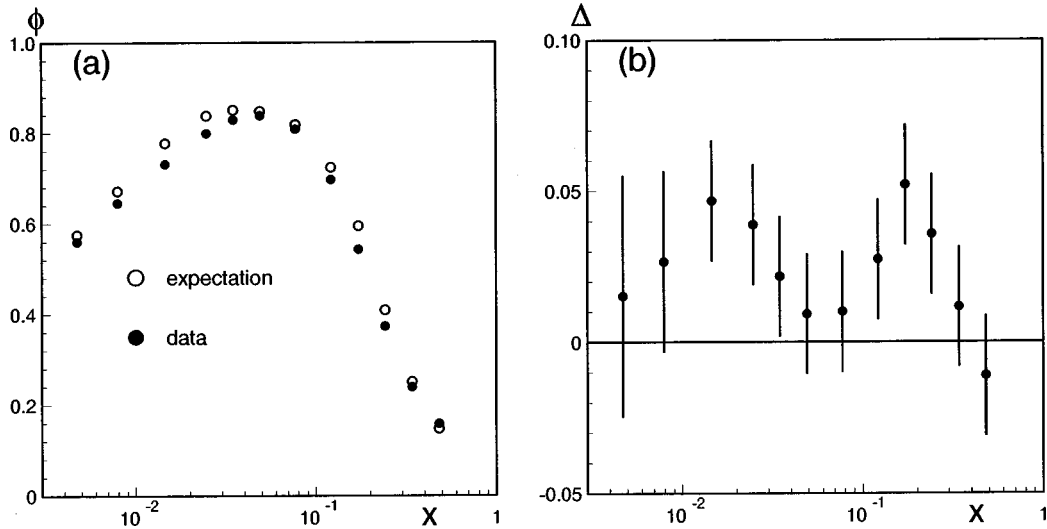 ϕ
1.0
(a)
0.8
0.6
expectation
0.4
data
0.2
0
10⁻²
10⁻¹
X
1
Δ
0.10
(b)
0.05
0
-0.05
10⁻²
10⁻¹
X
1